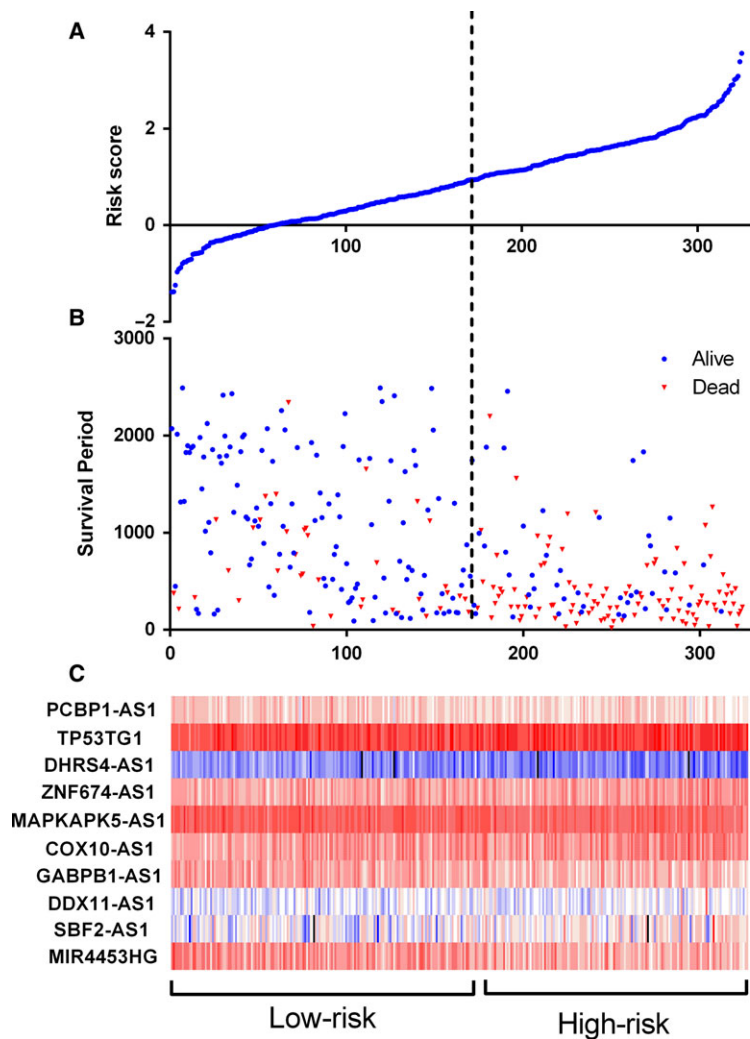 A
4
2
0
−2
Risk score
100
200
300
B
3000
2000
1000
0
Survival Period
Alive
Dead
0
100
200
300
C
PCBP1-AS1
TP53TG1
DHRS4-AS1
ZNF674-AS1
MAPKAPK5-AS1
COX10-AS1
GABPB1-AS1
DDX11-AS1
SBF2-AS1
MIR4453HG
Low-risk
High-risk